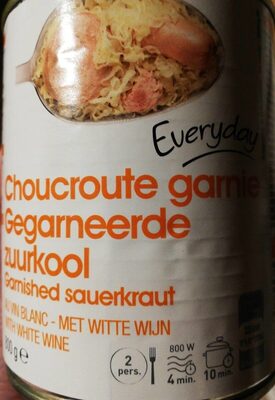 Everyday
Choucroute garnie
Gegarneerde
zuurkool
Garnished sauerkraut
AU VIN BLANC - MET WITTE WIJN
WITH WHITE WINE
800 g e
2
pers.
800 W
4 min.
10 min.